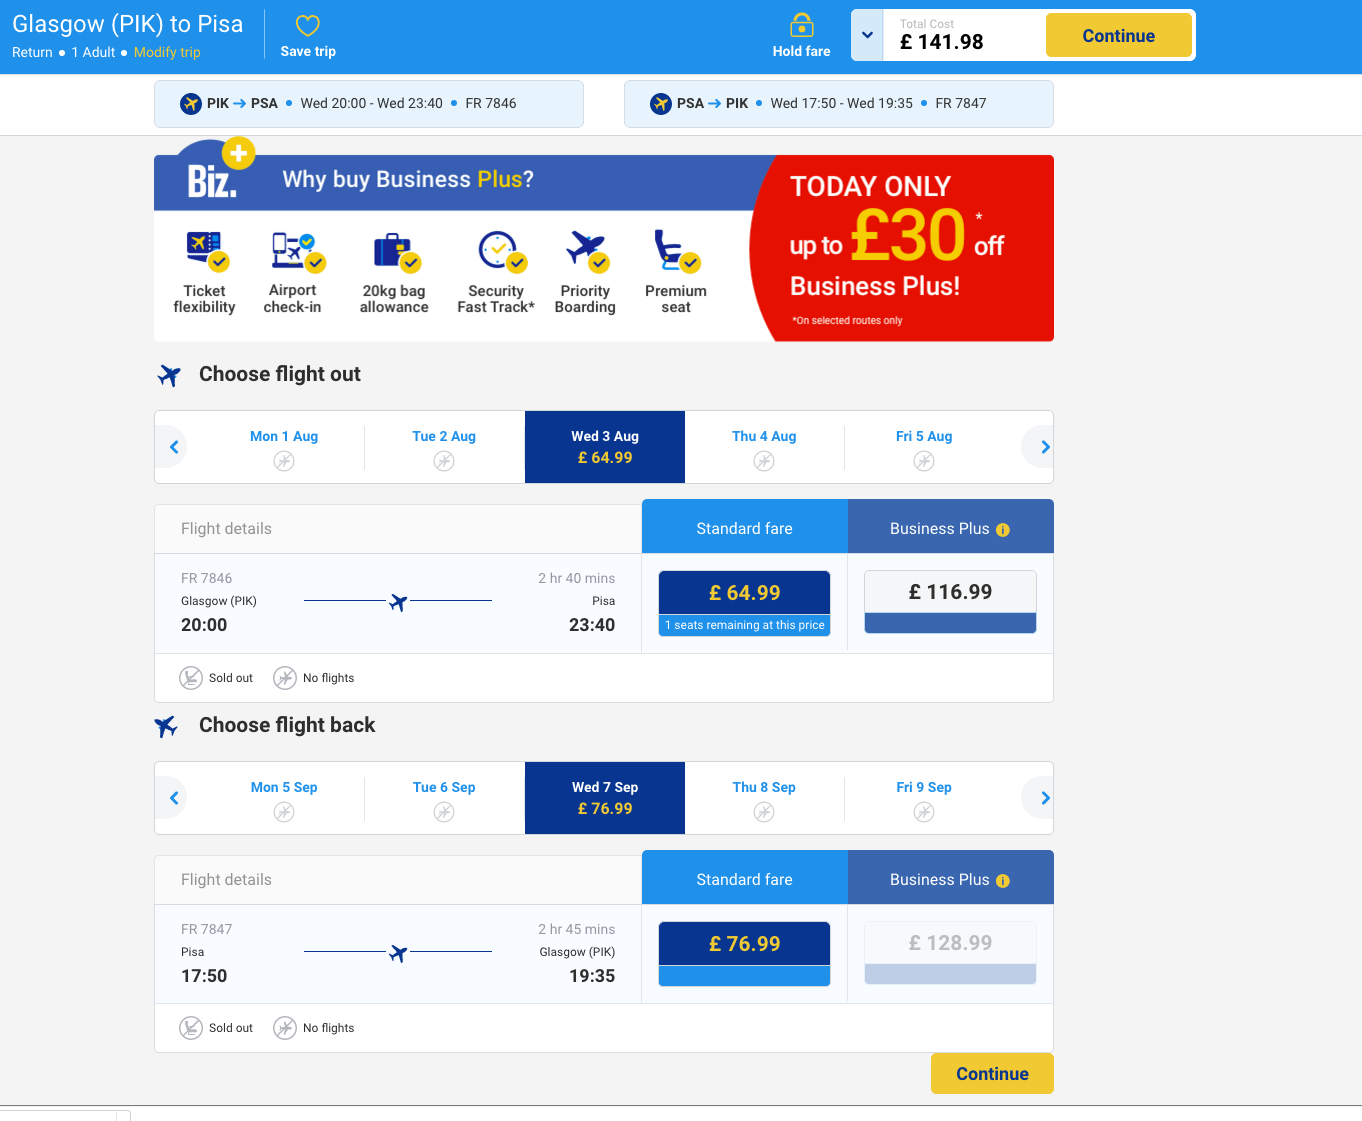 Glasgow (PIK) to Pisa
Return • 1 Adult • Modify trip
Save trip
Hold fare
Total Cost
£ 141.98
Continue
PIK → PSA • Wed 20:00 - Wed 23:40 • FR 7846
PSA → PIK • Wed 17:50 - Wed 19:35 • FR 7847
Biz.
Why buy Business Plus?
Ticket flexibility
Airport check-in
20kg bag allowance
Security Fast Track*
Priority Boarding
Premium seat
TODAY ONLY
up to £30* off
Business Plus!
*On selected routes only
Choose flight out
Mon 1 Aug
Tue 2 Aug
Wed 3 Aug
£ 64.99
Thu 4 Aug
Fri 5 Aug
Flight details
Standard fare
Business Plus
FR 7846
2 hr 40 mins
Glasgow (PIK)
Pisa
20:00
23:40
£ 64.99
1 seats remaining at this price
£ 116.99
Sold out
No flights
Choose flight back
Mon 5 Sep
Tue 6 Sep
Wed 7 Sep
£ 76.99
Thu 8 Sep
Fri 9 Sep
Flight details
Standard fare
Business Plus
FR 7847
2 hr 45 mins
Pisa
Glasgow (PIK)
17:50
19:35
£ 76.99
£ 128.99
Sold out
No flights
Continue